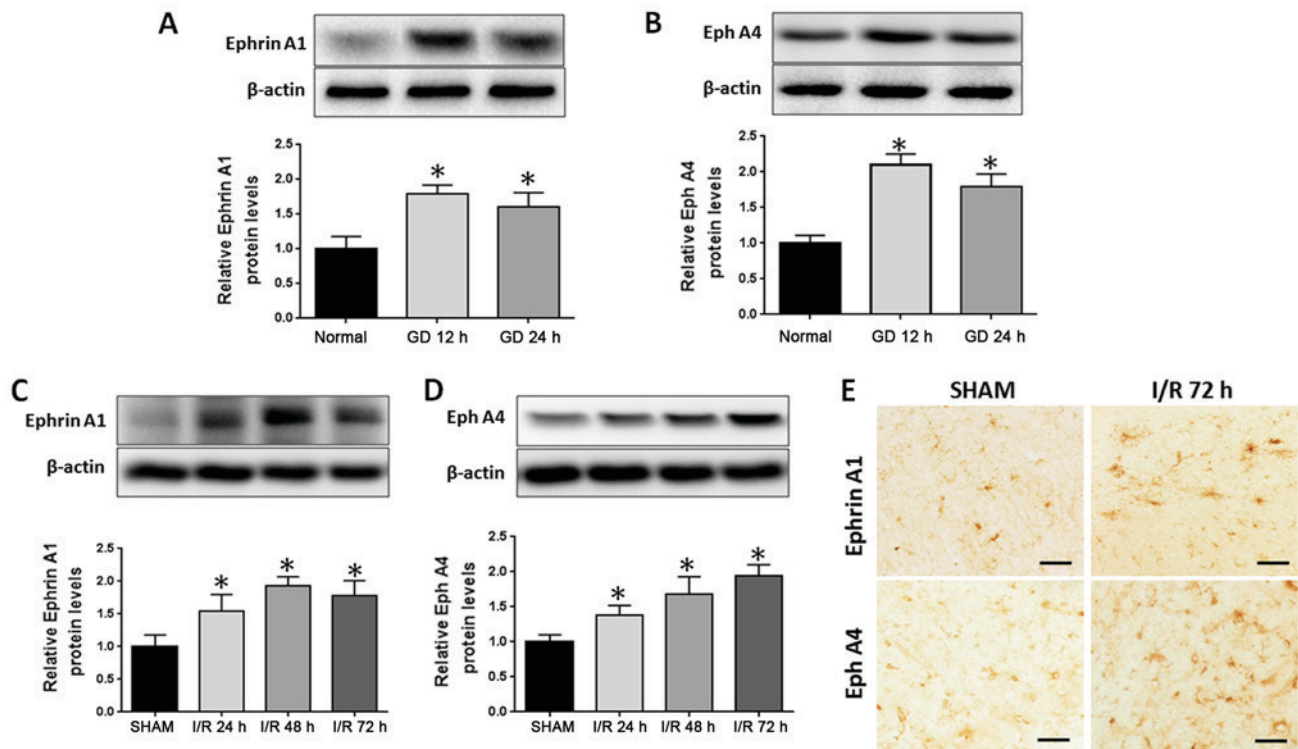 A
Ephrin A1
β-actin
Relative Ephrin A1
protein levels
2.5
2.0
1.5
1.0
0.5
0.0
*
*
Normal
GD 12 h
GD 24 h
B
Eph A4
β-actin
Relative Eph A4
protein levels
2.5
2.0
1.5
1.0
0.5
0.0
*
*
Normal
GD 12 h
GD 24 h
C
Ephrin A1
β-actin
Relative Ephrin A1
protein levels
2.5
2.0
1.5
1.0
0.5
0.0
*
*
*
SHAM
I/R 24 h
I/R 48 h
I/R 72 h
D
Eph A4
β-actin
Relative Eph A4
protein levels
2.5
2.0
1.5
1.0
0.5
0.0
*
*
*
SHAM
I/R 24 h
I/R 48 h
I/R 72 h
E
SHAM
I/R 72 h
Ephrin A1
Eph A4